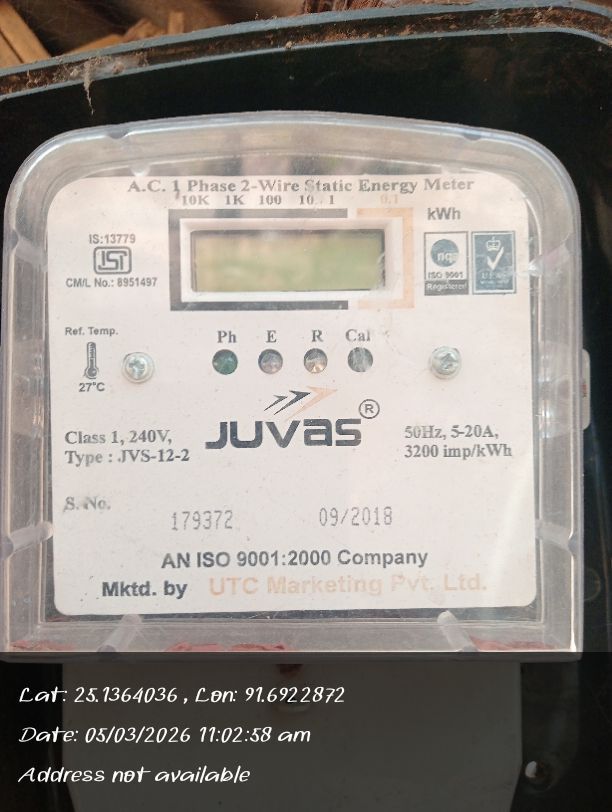 A.C. 1 Phase 2-Wire Static Energy Meter
10K 1K 100 10 1 0.1
kWh
IS:13779
ISI
CM/L No.: 8951497
nqa
ISO 9001
Registered
Ref. Temp.
27°C
Ph E R Cal
JUVAS ®
Class 1, 240V,
Type : JVS-12-2
50Hz, 5-20A,
3200 imp/kWh
S. No.
179372 09/2018
AN ISO 9001:2000 Company
Mktd. by UTC Marketing Pvt. Ltd.
Lat: 25.1364036 , Lon: 91.6922872
Date: 05/03/2026 11:02:58 am
Address not available